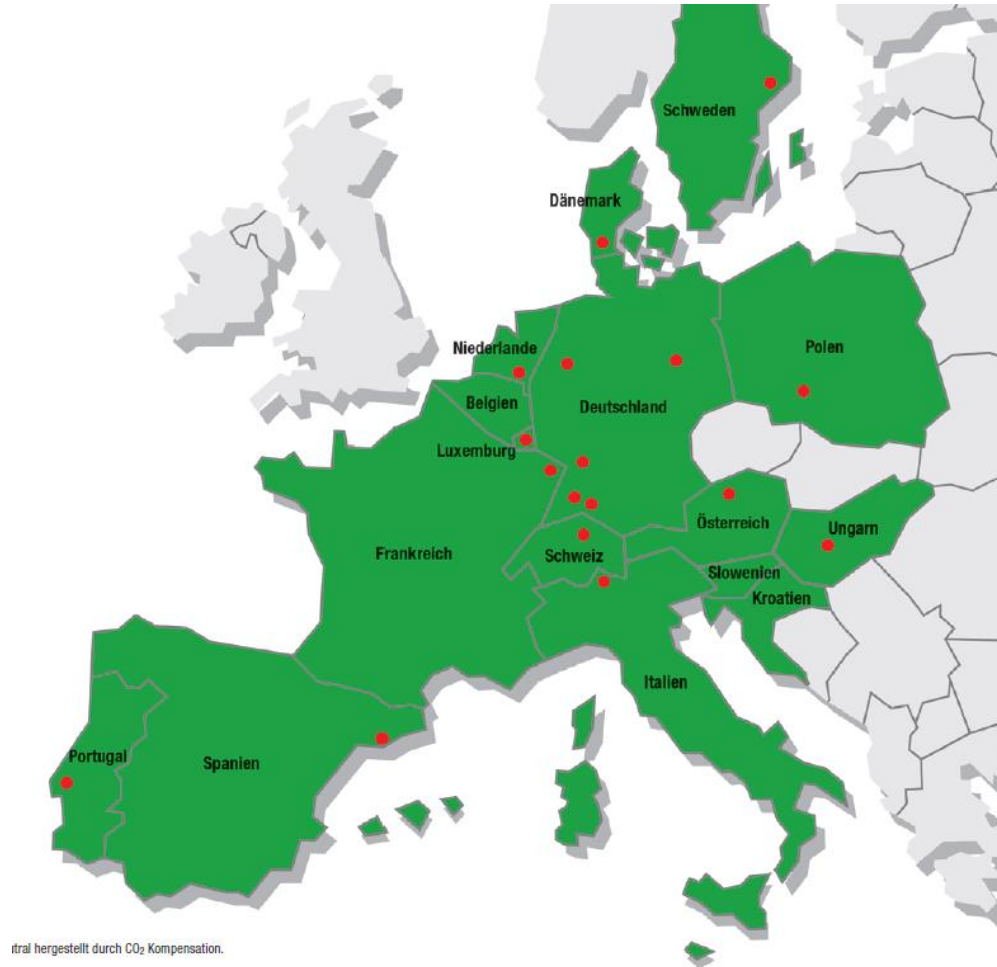 Schweden
Dänemark
Niederlande
Polen
Belgien
Deutschland
Luxemburg
Österreich
Ungarn
Frankreich
Schweiz
Slowenien
Kroatien
Italien
Portugal
Spanien
ıtral hergestellt durch CO₂ Kompensation.